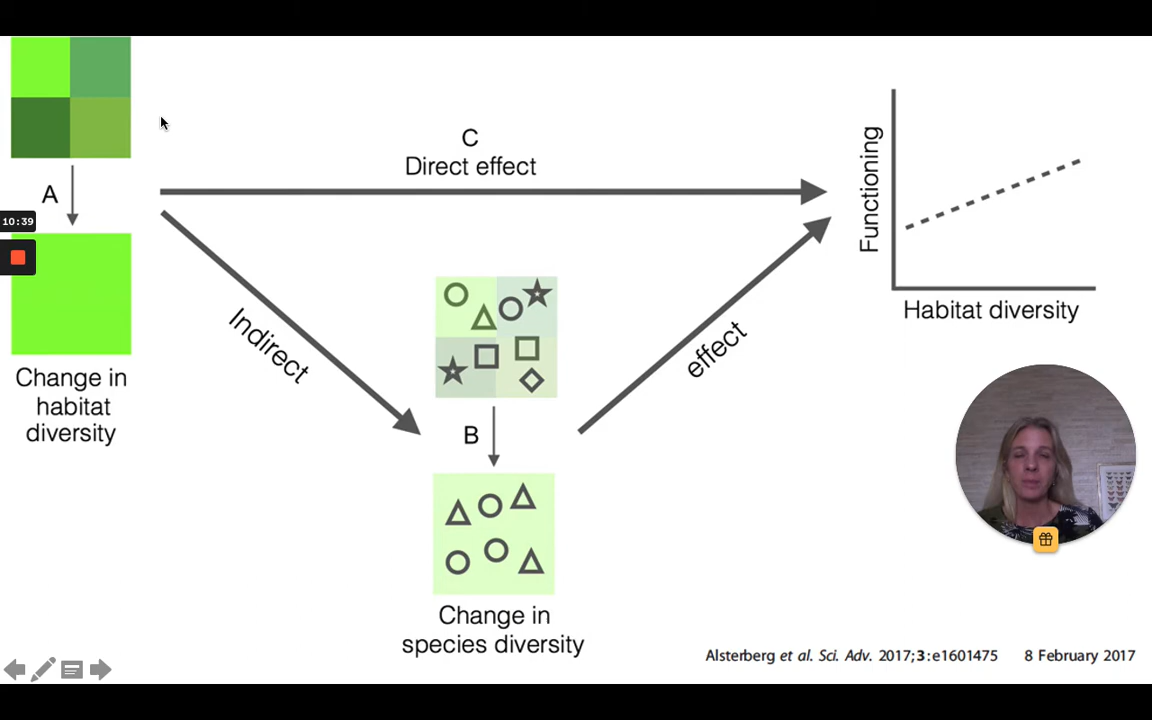 C
Direct effect
A
10:39
Change in
habitat
diversity
Indirect
effect
B
Change in
species diversity
Functioning
Habitat diversity
Alsterberg et al. Sci. Adv. 2017;3:e1601475 8 February 2017